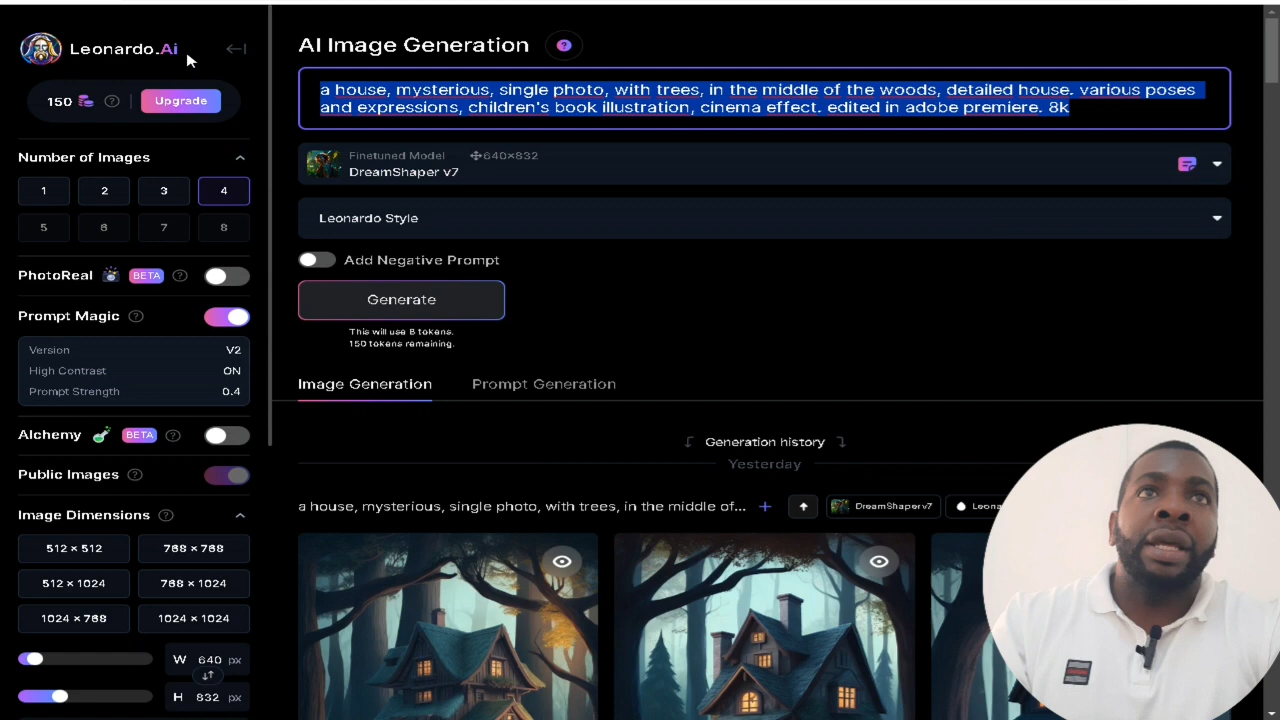 Leonardo.Ai
150
Upgrade
Number of Images
1 2 3 4
5 6 7 8
PhotoReal BETA
Prompt Magic
Version V2
High Contrast ON
Prompt Strength 0.4
Alchemy BETA
Public Images
Image Dimensions
512 × 512 768 × 768
512 × 1024 768 × 1024
1024 × 768 1024 × 1024
W 640 px
H 832 px
AI Image Generation
a house, mysterious, single photo, with trees, in the middle of the woods, detailed house. various poses
and expressions, children's book illustration, cinema effect. edited in adobe premiere. 8k
Finetuned Model 640×832
DreamShaper v7
Leonardo Style
Add Negative Prompt
Generate
This will use 8 tokens.
150 tokens remaining.
Image Generation Prompt Generation
Generation history
Yesterday
a house, mysterious, single photo, with trees, in the middle of... DreamShaper v7 Leona